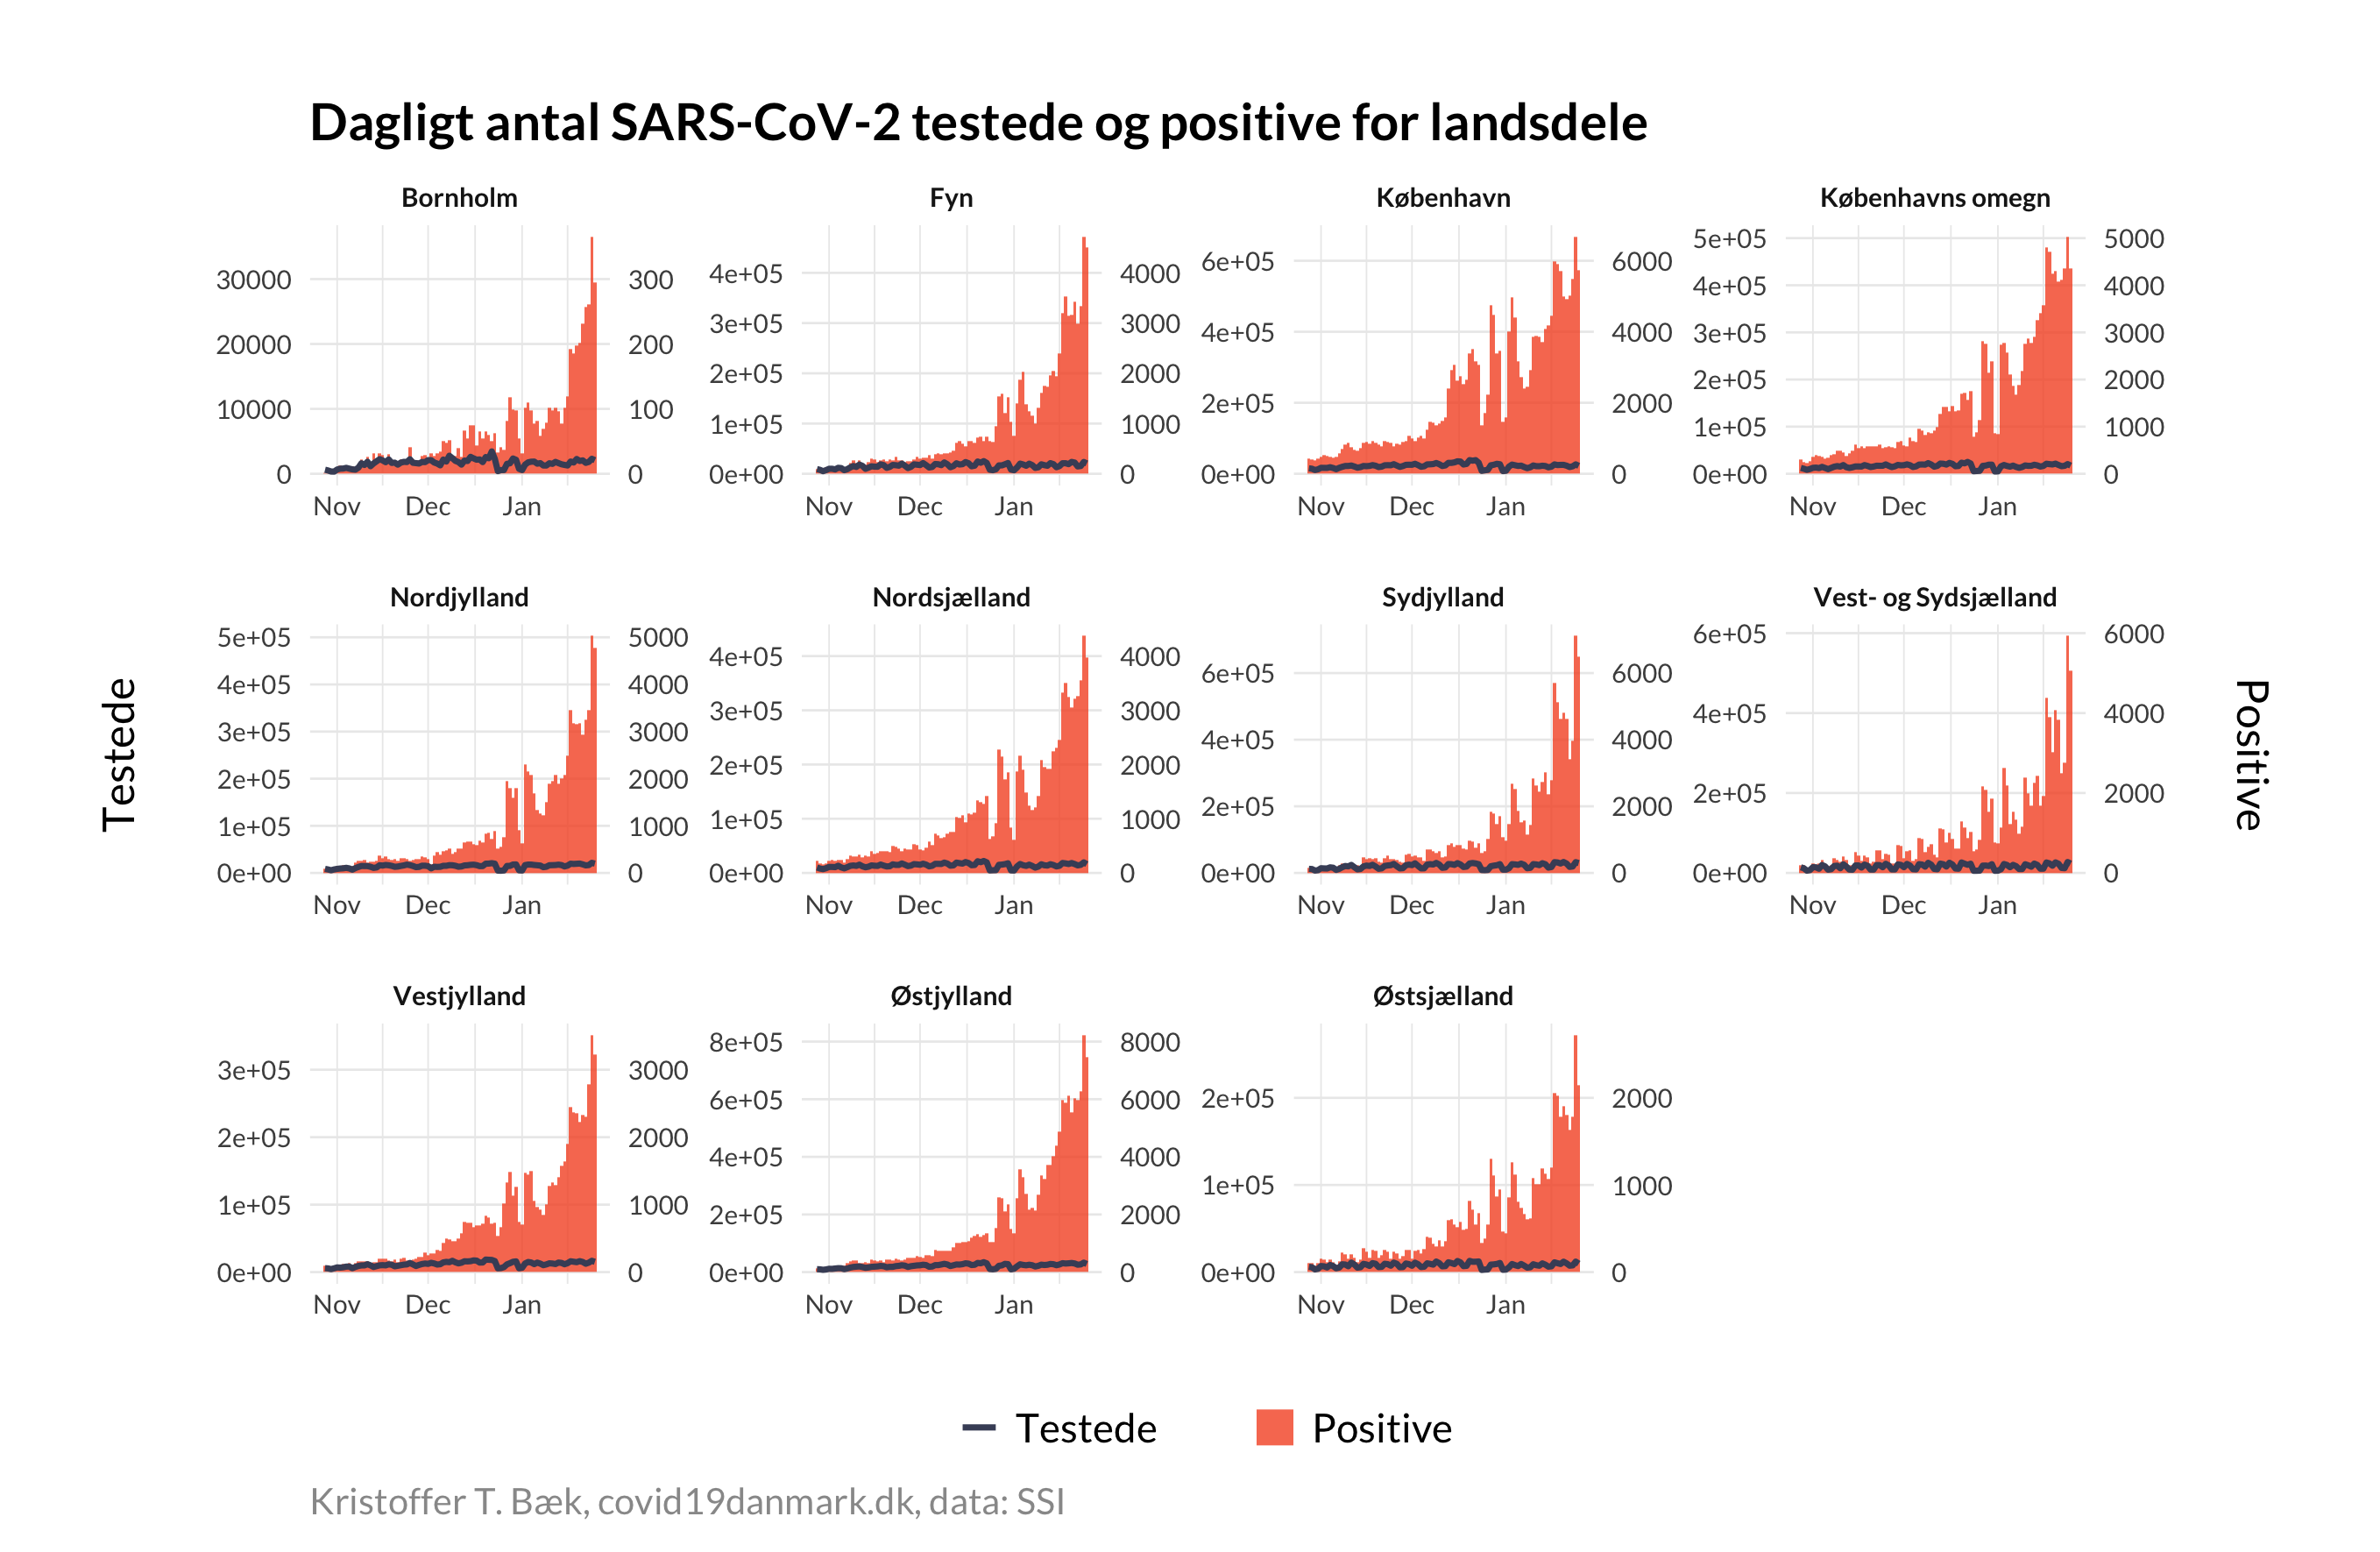 Dagligt antal SARS-CoV-2 testede og positive for landsdele
Bornholm
30000
20000
10000
0
300
200
100
0
Nov Dec Jan
Fyn
4e+05
3e+05
2e+05
1e+05
0e+00
4000
3000
2000
1000
0
Nov Dec Jan
København
6e+05
4e+05
2e+05
0e+00
6000
4000
2000
0
Nov Dec Jan
Københavns omegn
5e+05
4e+05
3e+05
2e+05
1e+05
0e+00
5000
4000
3000
2000
1000
0
Nov Dec Jan
Testede
Nordjylland
5e+05
4e+05
3e+05
2e+05
1e+05
0e+00
5000
4000
3000
2000
1000
0
Nov Dec Jan
Nordsjælland
4e+05
3e+05
2e+05
1e+05
0e+00
4000
3000
2000
1000
0
Nov Dec Jan
Sydjylland
6e+05
4e+05
2e+05
0e+00
6000
4000
2000
0
Nov Dec Jan
Vest- og Sydsjælland
6e+05
4e+05
2e+05
0e+00
6000
4000
2000
0
Nov Dec Jan
Positive
Vestjylland
3e+05
2e+05
1e+05
0e+00
3000
2000
1000
0
Nov Dec Jan
Østjylland
8e+05
6e+05
4e+05
2e+05
0e+00
8000
6000
4000
2000
0
Nov Dec Jan
Østsjælland
2e+05
1e+05
0e+00
2000
1000
0
Nov Dec Jan
Testede Positive
Kristoffer T. Bæk, covid19danmark.dk, data: SSI